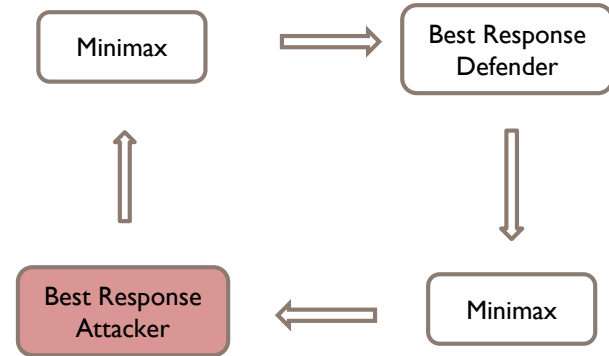 Minimax
Best Response
Defender
Best Response
Attacker
Minimax